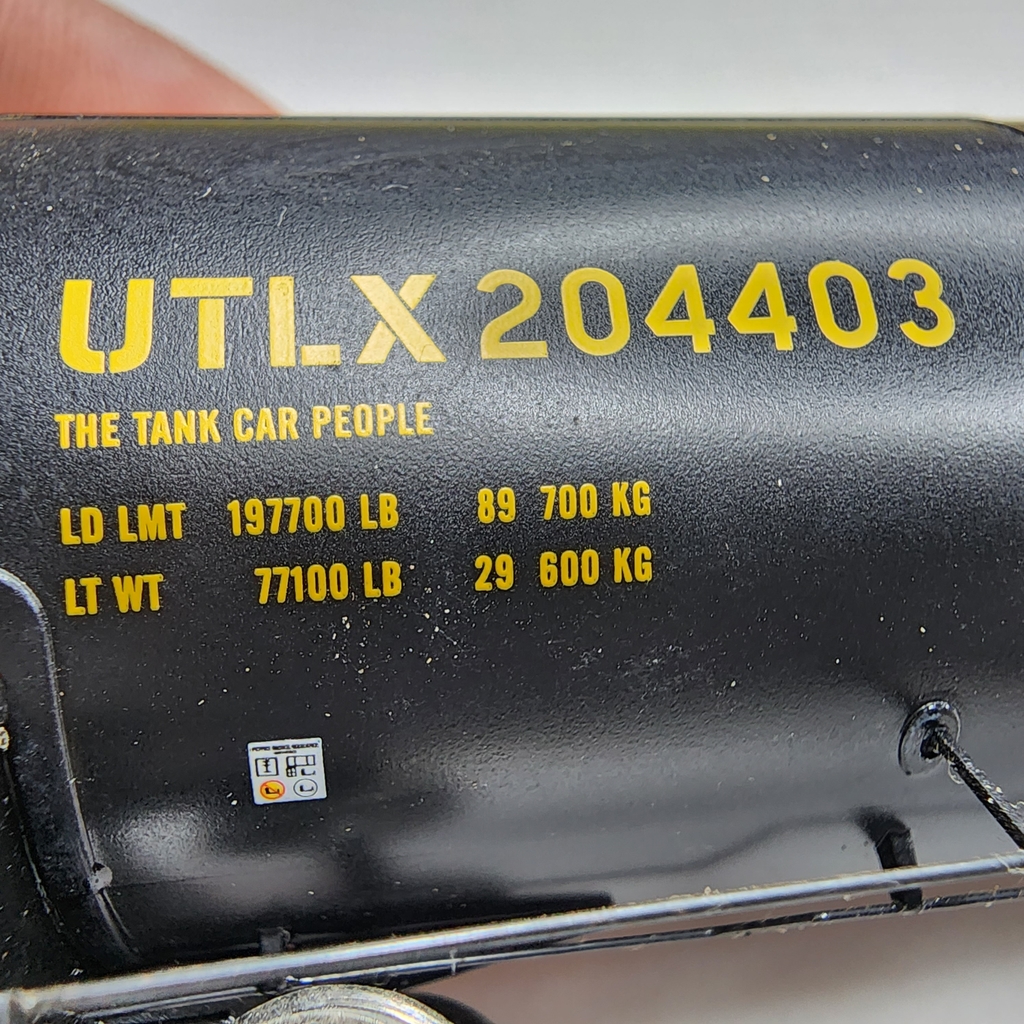 UTLX 204403
THE TANK CAR PEOPLE
LD LMT 197700 LB 89 700 KG
LT WT 77100 LB 29 600 KG